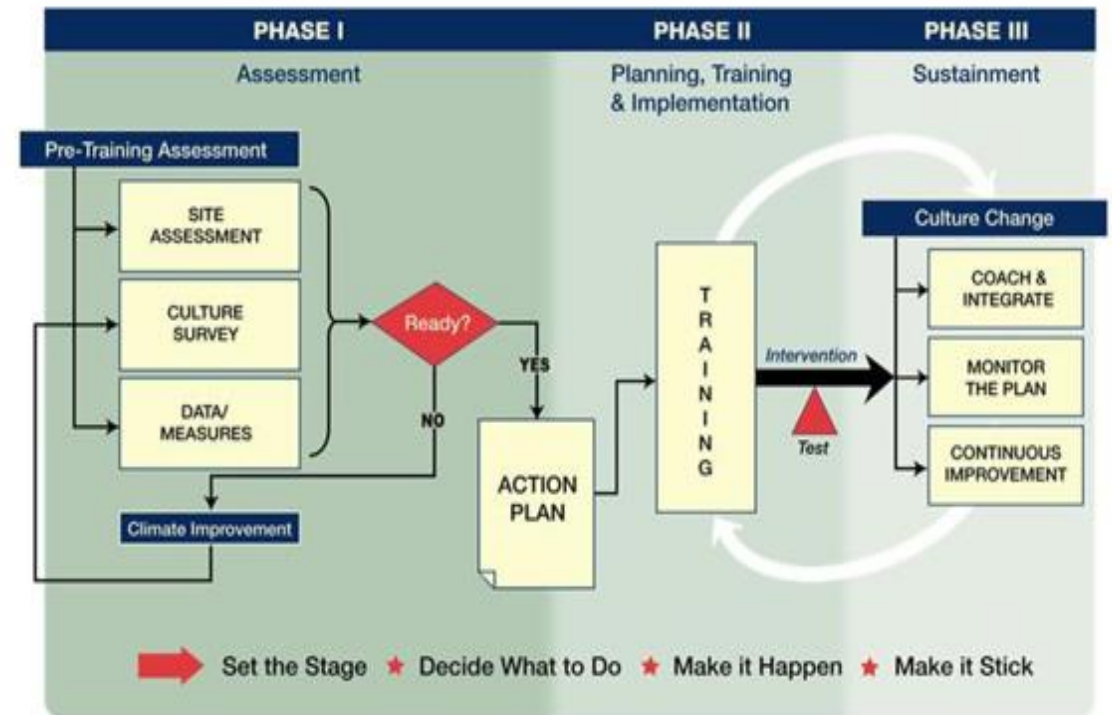 PHASE I
PHASE II
PHASE III
Assessment
Planning, Training
& Implementation
Sustainment
Pre-Training Assessment
SITE
ASSESSMENT
CULTURE
SURVEY
DATA/
MEASURES
Ready?
YES
NO
Climate Improvement
ACTION
PLAN
TRAINING
Intervention
Test
Culture Change
COACH &
INTEGRATE
MONITOR
THE PLAN
CONTINUOUS
IMPROVEMENT
Set the Stage ★ Decide What to Do ★ Make it Happen ★ Make it Stick